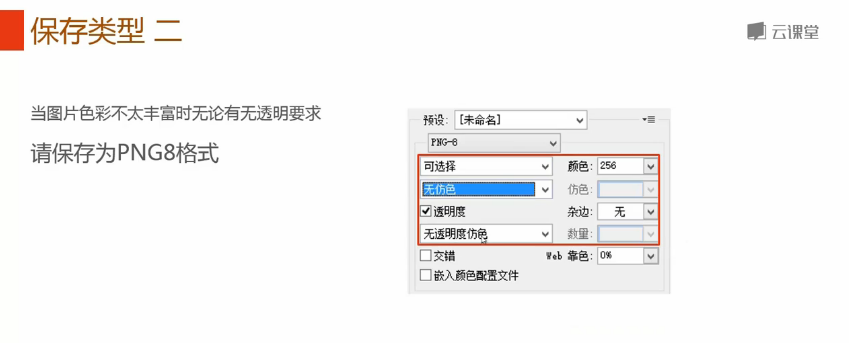 保存类型 二
云课堂
当图片色彩不太丰富时无论有无透明要求
请保存为PNG8格式
预设: [未命名]
PNG-8
可选择 颜色: 256
无仿色 仿色:
透明度 杂边: 无
无透明度仿色 数量:
交错 Web 靠色: 0%
嵌入颜色配置文件